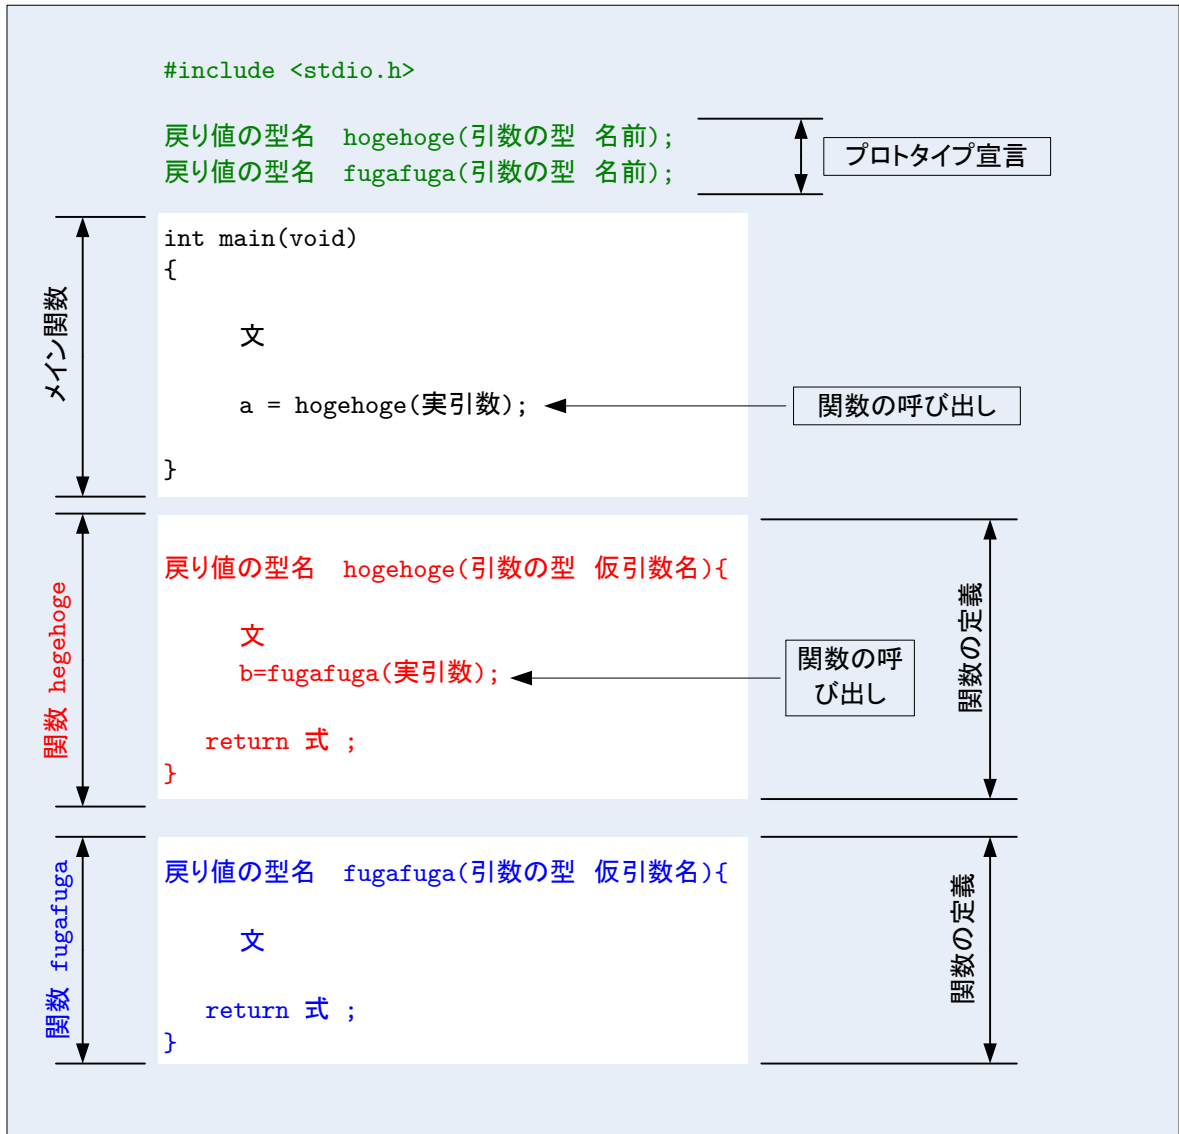 #include <stdio.h>
戻り値の型名 hogehoge(引数の型 名前);
戻り値の型名 fugafuga(引数の型 名前);
プロトタイプ宣言
メイン関数
int main(void)
{
文
a = hogehoge(実引数);
関数の呼び出し
}
関数 hegehoge
戻り値の型名 hogehoge(引数の型 仮引数名){
文
b=fugafuga(実引数);
関数の呼
び出し
return 式 ;
}
関数の定義
関数 fugafuga
戻り値の型名 fugafuga(引数の型 仮引数名){
文
return 式 ;
}
関数の定義